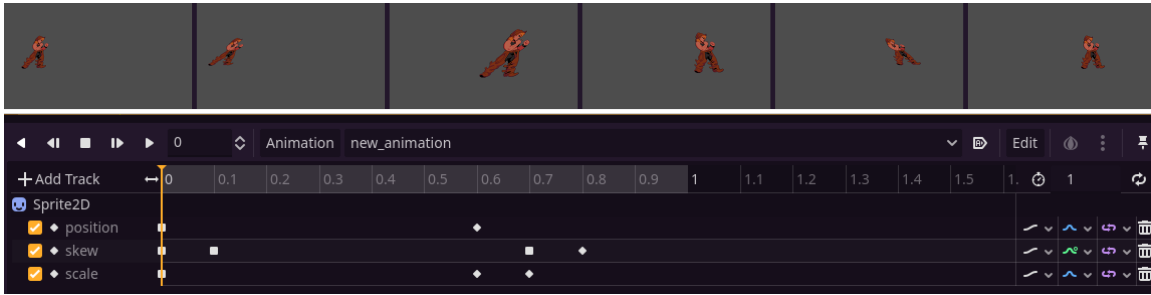 0 Animation new_animation Edit
Add Track 0 0.1 0.2 0.3 0.4 0.5 0.6 0.7 0.8 0.9 1 1.1 1.2 1.3 1.4 1.5 1. 1
Sprite2D
position
skew
scale